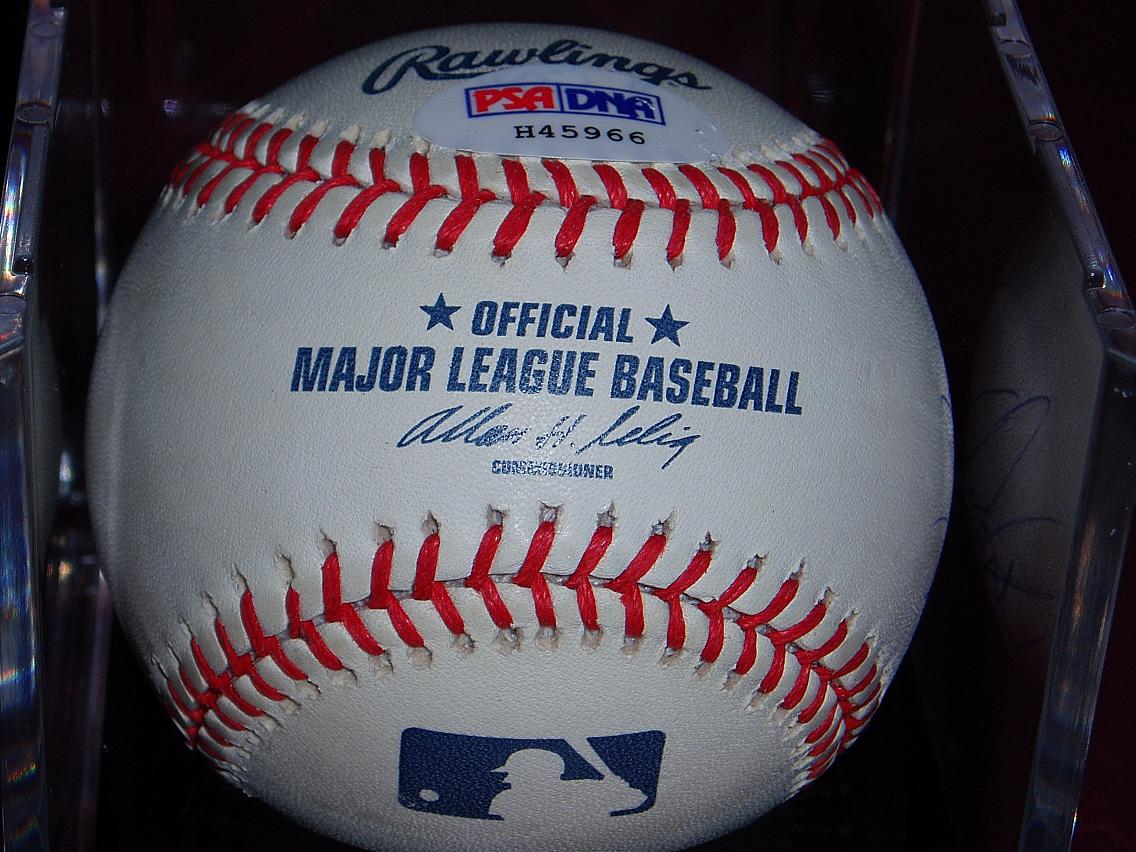 Rawlings
PSA DNA
H45966
OFFICIAL
MAJOR LEAGUE BASEBALL
Allan H. Selig
COMMISSIONER